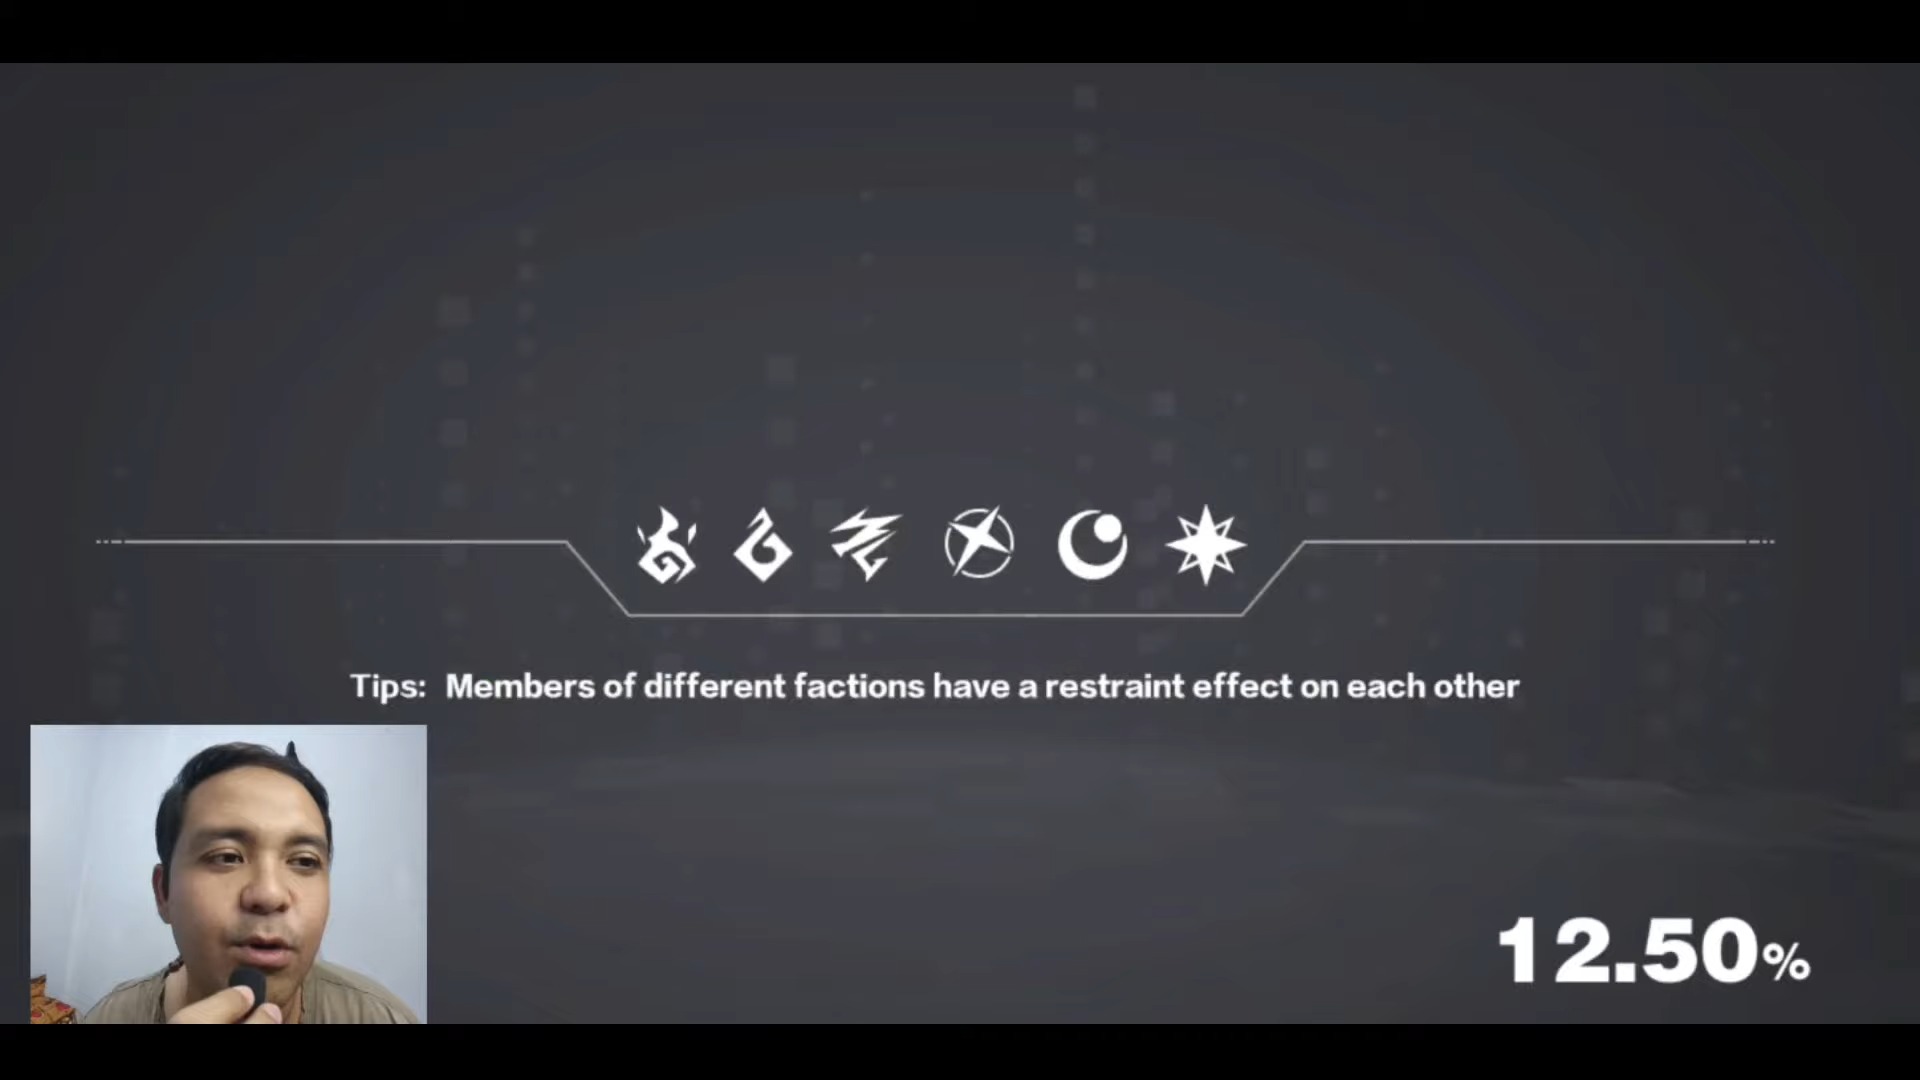 Tips: Members of different factions have a restraint effect on each other
12.50%